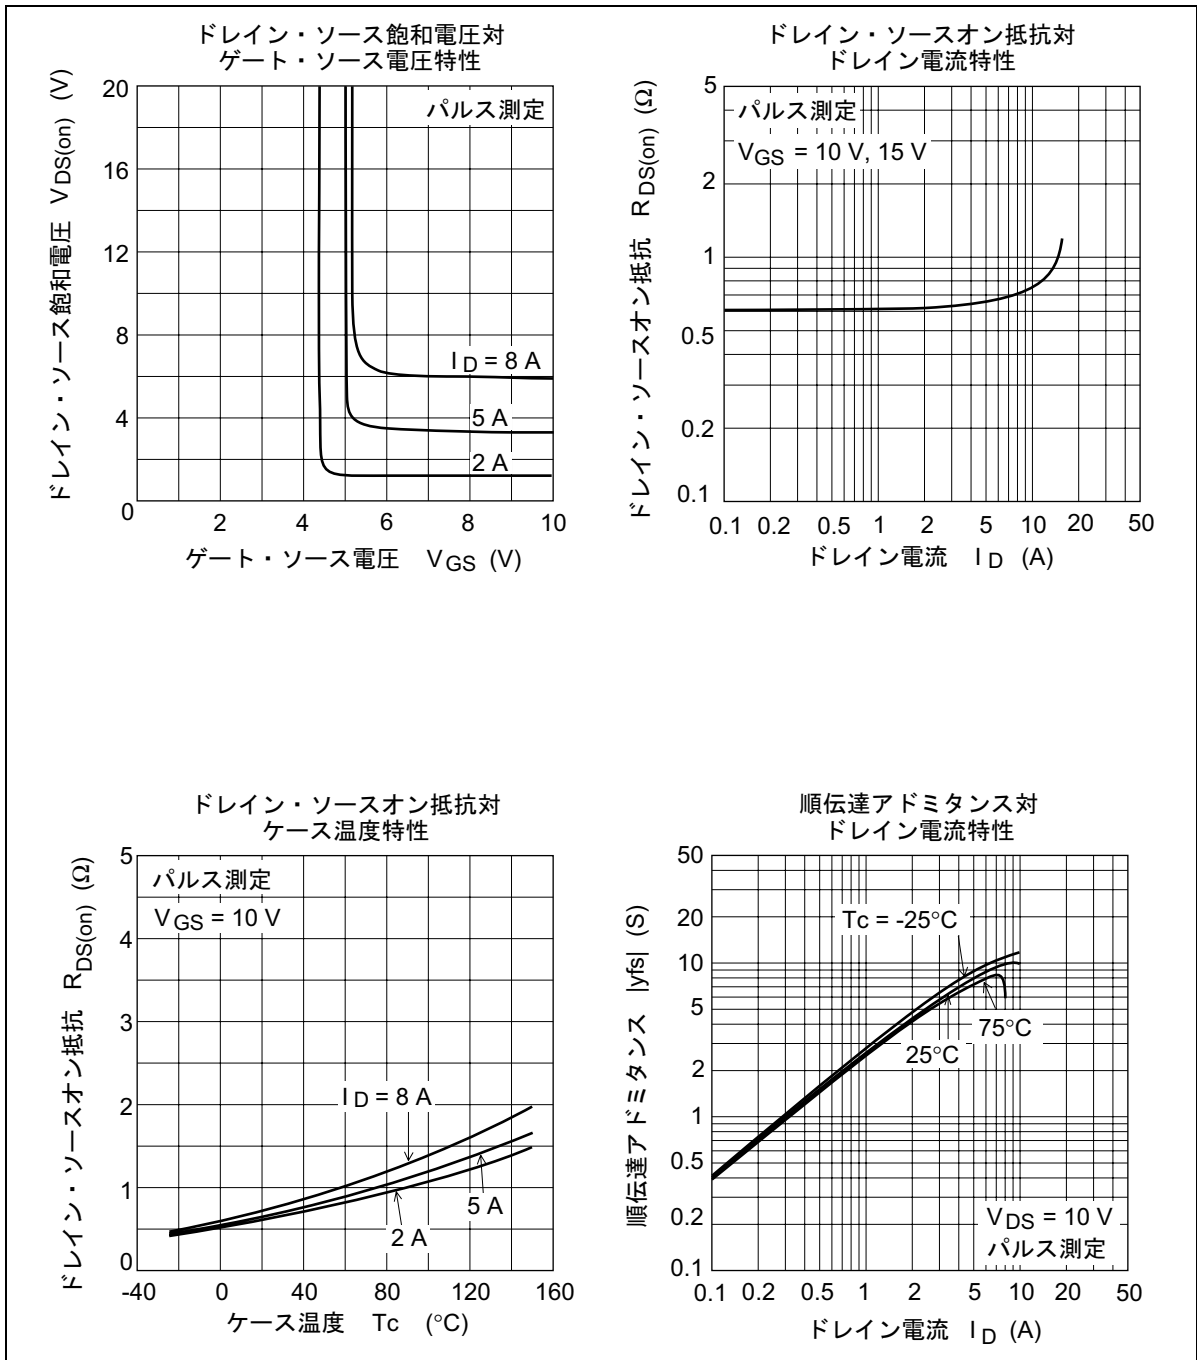 ドレイン・ソース飽和電圧対
ゲート・ソース電圧特性
ドレイン・ソース飽和電圧 VDS(on) (V)
20
16
12
8
4
0
パルス測定
I D = 8 A
5 A
2 A
2
4
6
8
10
ゲート・ソース電圧 VGS (V)
ドレイン・ソースオン抵抗対
ドレイン電流特性
ドレイン・ソースオン抵抗 RDS(on) (Ω)
5
2
1
0.5
0.2
0.1
パルス測定
VGS = 10 V, 15 V
0.1 0.2 0.5 1 2 5 10 20 50
ドレイン電流 I D (A)
ドレイン・ソースオン抵抗対
ケース温度特性
ドレイン・ソースオン抵抗 RDS(on) (Ω)
5
4
3
2
1
0
パルス測定
VGS = 10 V
I D = 8 A
5 A
2 A
-40 0 40 80 120 160
ケース温度 Tc (°C)
順伝達アドミタンス対
ドレイン電流特性
順伝達アドミタンス |yfs| (S)
50
20
10
5
2
1
0.5
0.2
0.1
Tc = -25°C
75°C
25°C
VDS = 10 V
パルス測定
0.1 0.2 0.5 1 2 5 10 20 50
ドレイン電流 I D (A)